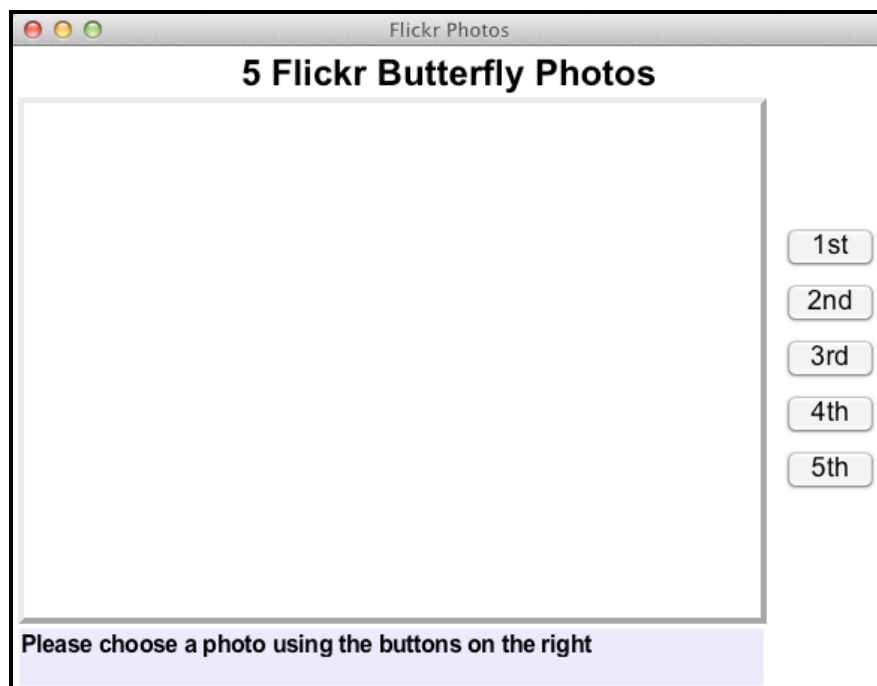 Flickr Photos
5 Flickr Butterfly Photos
1st
2nd
3rd
4th
5th
Please choose a photo using the buttons on the right